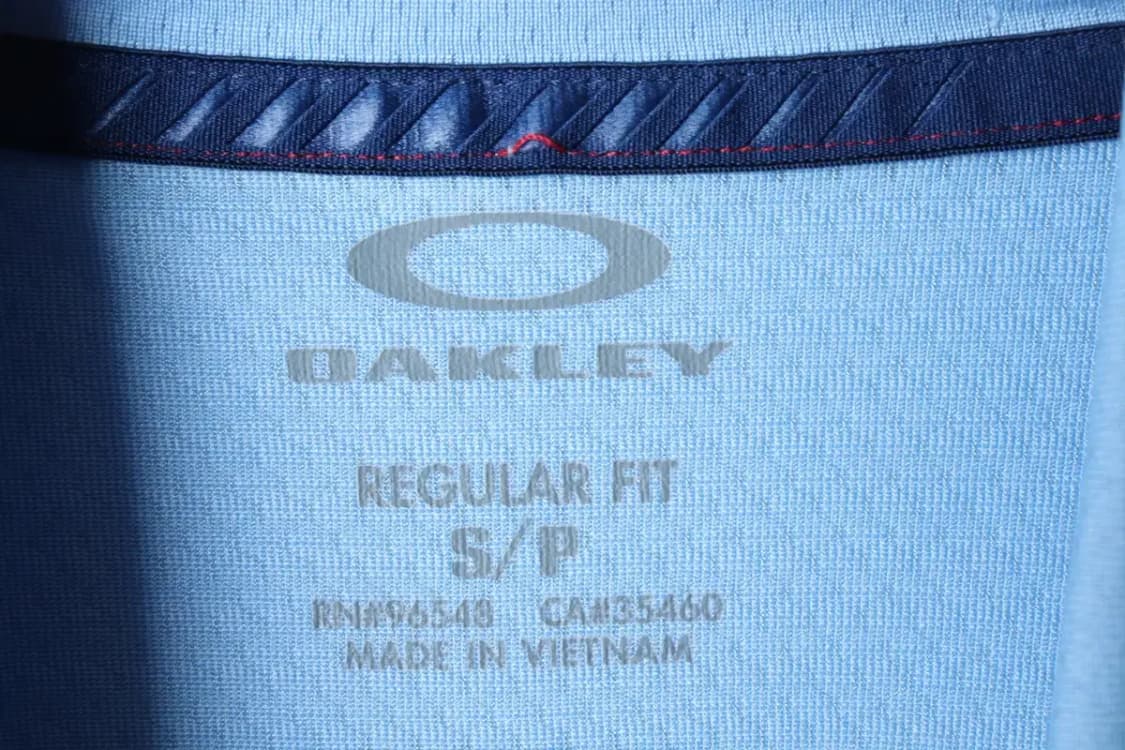 OAKLEY
REGULAR FIT
S/P
RN#96548 CA#35460
MADE IN VIETNAM